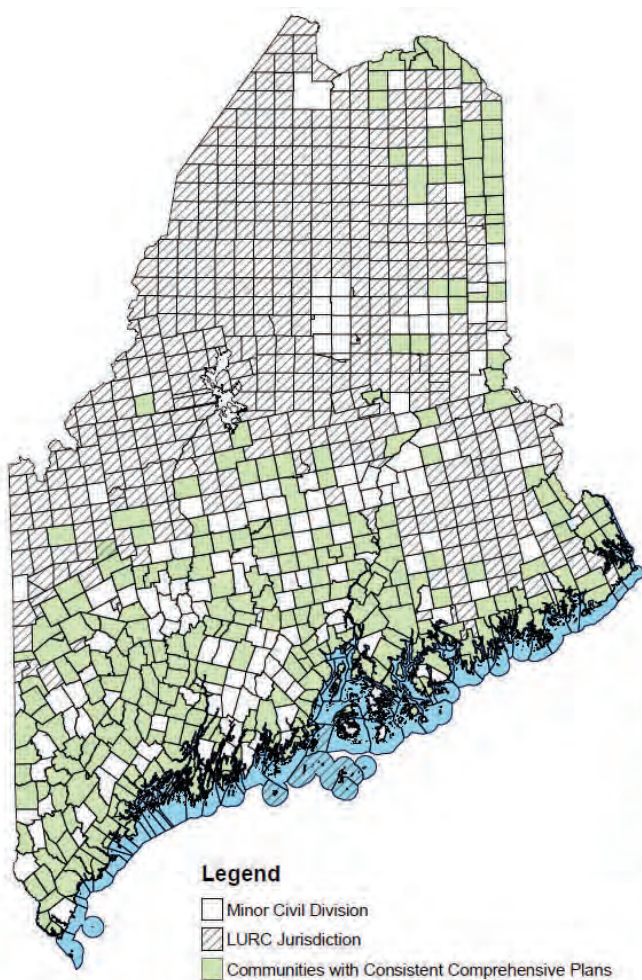 Legend
Minor Civil Division
LURC Jurisdiction
Communities with Consistent Comprehensive Plans